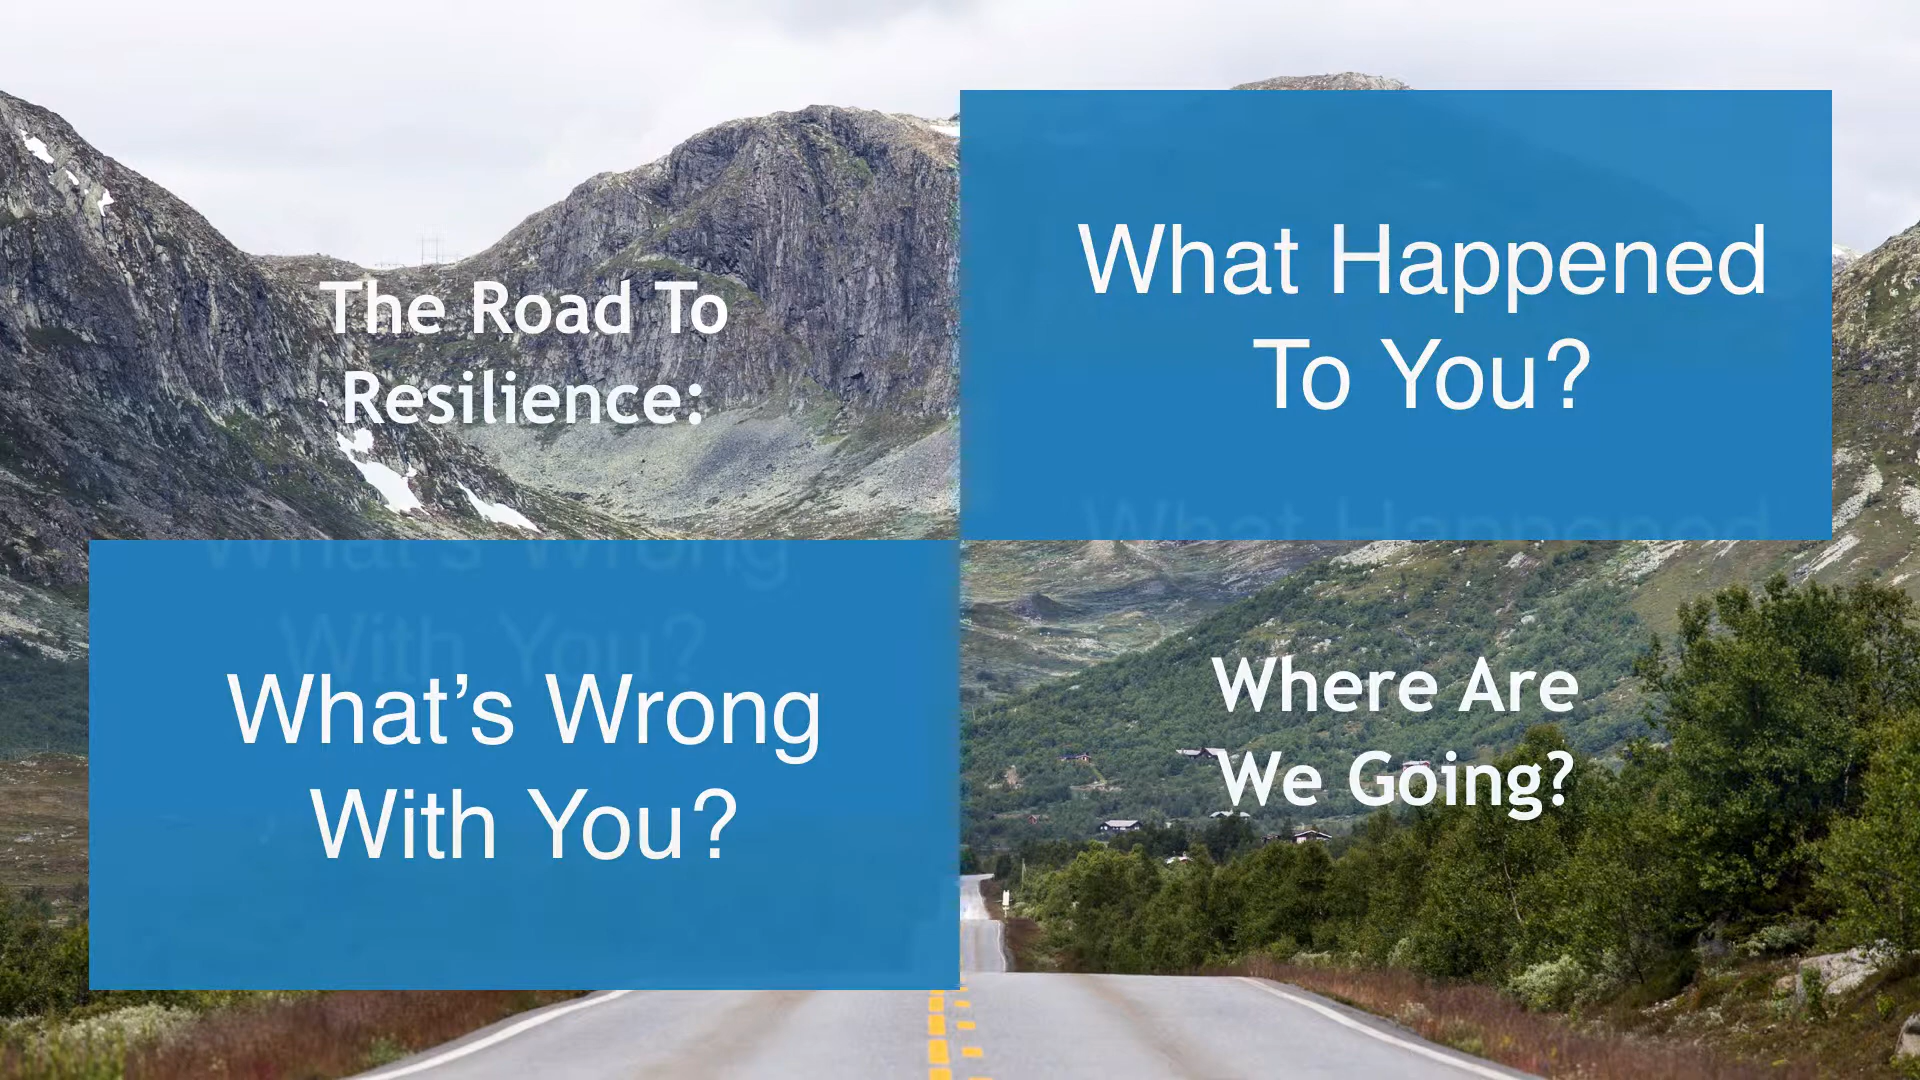 The Road To
Resilience:
What Happened
To You?
What's Wrong
With You?
Where Are
We Going?